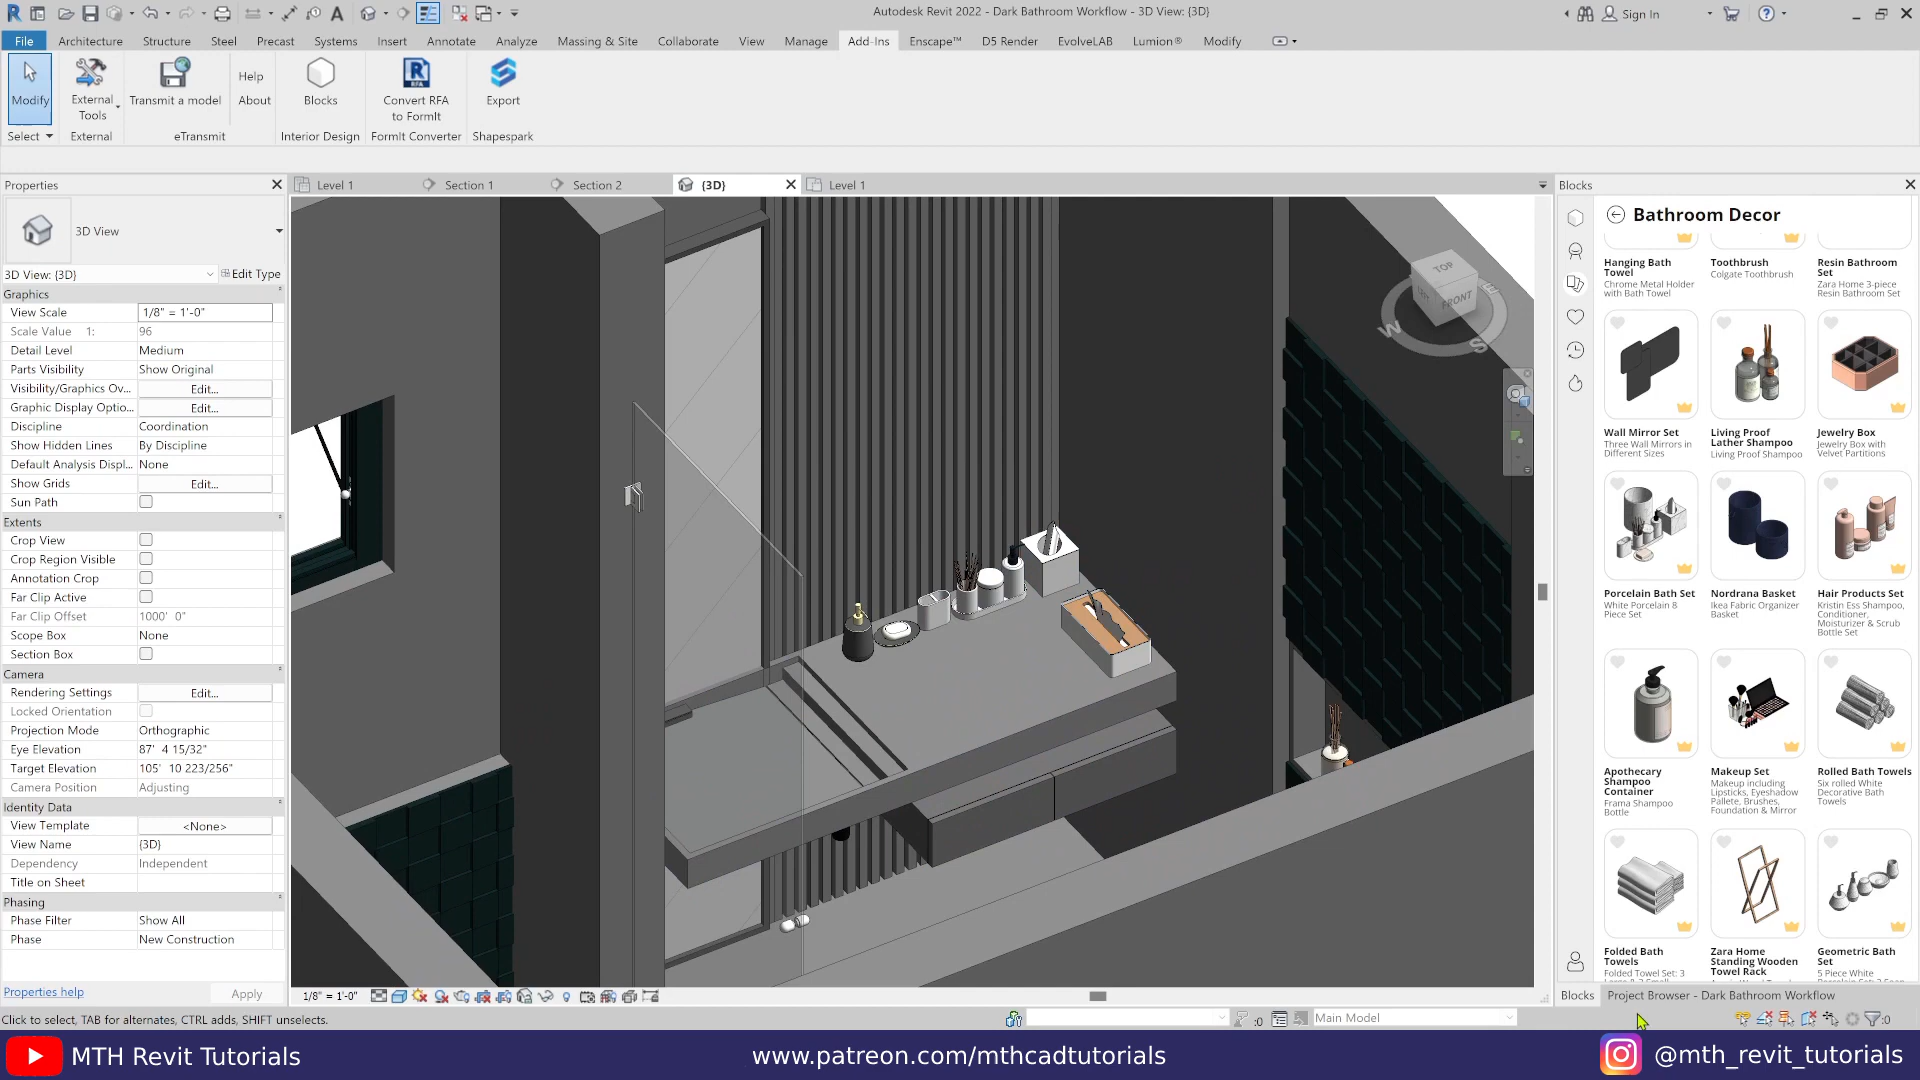 Autodesk Revit 2022 - Dark Bathroom Workflow - 3D View: {3D}
Sign In
File Architecture Structure Steel Precast Systems Insert Annotate Analyze Massing & Site Collaborate View Manage Add-Ins Enscape™ D5 Render EvolveLAB Lumion® Modify
Modify
External Tools
Transmit a model
Help
About
Blocks
Convert RFA to FormIt
Export
Select External eTransmit Interior Design FormIt Converter Shapespark
Properties
Level 1
Section 1
Section 2
{3D}
Level 1
Blocks
3D View
3D View: {3D}
Edit Type
Graphics
View Scale 1/8" = 1'-0"
Scale Value 1: 96
Detail Level Medium
Parts Visibility Show Original
Visibility/Graphics Ov... Edit...
Graphic Display Optio... Edit...
Discipline Coordination
Show Hidden Lines By Discipline
Default Analysis Displ... None
Show Grids Edit...
Sun Path
Extents
Crop View
Crop Region Visible
Annotation Crop
Far Clip Active
Far Clip Offset 1000' 0"
Scope Box None
Section Box
Camera
Rendering Settings Edit...
Locked Orientation
Projection Mode Orthographic
Eye Elevation 87' 4 15/32"
Target Elevation 105' 10 223/256"
Camera Position Adjusting
Identity Data
View Template <None>
View Name {3D}
Dependency Independent
Title on Sheet
Phasing
Phase Filter Show All
Phase New Construction
Properties help
Apply
TOP
FRONT
W
S
E
Bathroom Decor
Hanging Bath Towel
Chrome Metal Holder with Bath Towel
Toothbrush
Colgate Toothbrush
Resin Bathroom Set
Zara Home 3-piece Resin Bathroom Set
Wall Mirror Set
Three Wall Mirrors in Different Sizes
Living Proof Lather Shampoo
Living Proof Shampoo
Jewelry Box
Jewelry Box with Velvet Partitions
Porcelain Bath Set
White Porcelain 8 Piece Set
Nordrana Basket
Ikea Fabric Organizer Basket
Hair Products Set
Kristin Ess Shampoo, Conditioner, Moisturizer & Scrub Bottle Set
Apothecary Shampoo Container
Frama Shampoo Bottle
Makeup Set
Makeup including Lipsticks, Eyeshadow Pallete, Brushes, Foundation & Mirror
Rolled Bath Towels
Six rolled White Decorative Bath Towels
Folded Bath Towels
Folded Towel Set: 3
Zara Home Standing Wooden Towel Rack
Geometric Bath Set
5 Piece White
1/8" = 1'-0"
Blocks
Project Browser - Dark Bathroom Workflow
Click to select, TAB for alternates, CTRL adds, SHIFT unselects.
:0
Main Model
:0
MTH Revit Tutorials
www.patreon.com/mthcadtutorials
@mth_revit_tutorials